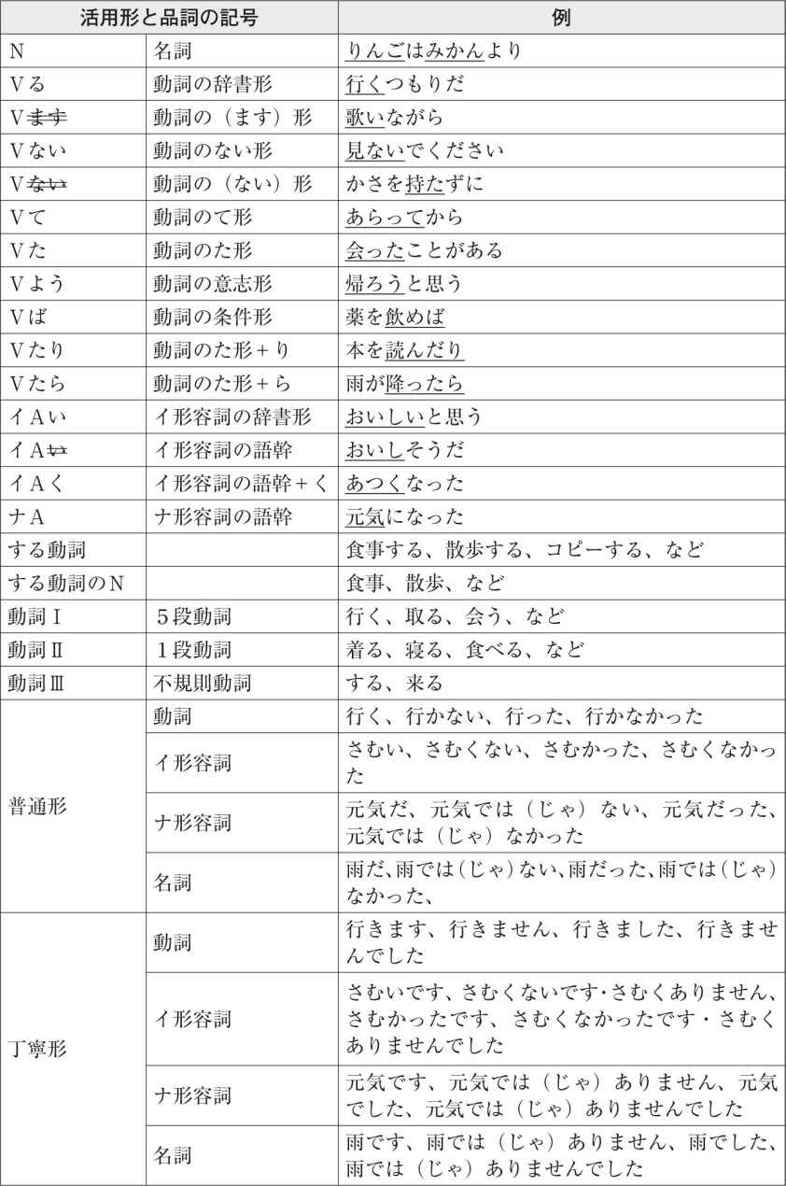 活用形と品詞の記号 例
N 名詞 りんごはみかんより
Vる 動詞の辞書形 行くつもりだ
Vます 動詞の（ます）形 歌いながら
Vない 動詞のない形 見ないでください
Vない 動詞の（ない）形 かさを持たずに
Vて 動詞のて形 あらってから
Vた 動詞のた形 会ったことがある
Vよう 動詞の意志形 帰ろうと思う
Vば 動詞の条件形 薬を飲めば
Vたり 動詞のた形＋り 本を読んだり
Vたら 動詞のた形＋ら 雨が降ったら
イAい イ形容詞の辞書形 おいしいと思う
イAい イ形容詞の語幹 おいしそうだ
イAく イ形容詞の語幹＋く あつくなった
ナA ナ形容詞の語幹 元気になった
する動詞 食事する、散歩する、コピーする、など
する動詞のN 食事、散歩、など
動詞Ⅰ 5段動詞 行く、取る、会う、など
動詞Ⅱ 1段動詞 着る、寝る、食べる、など
動詞Ⅲ 不規則動詞 する、来る
普通形
動詞 行く、行かない、行った、行かなかった
イ形容詞 さむい、さむくない、さむかった、さむくなかっ
た
ナ形容詞 元気だ、元気では（じゃ）ない、元気だった、
元気では（じゃ）なかった
名詞 雨だ、雨では（じゃ）ない、雨だった、雨では（じゃ）
なかった、
丁寧形
動詞 行きます、行きません、行きました、行きませ
んでした
イ形容詞 さむいです、さむくないです・さむくありません、
さむかったです、さむくなかったです・さむく
ありませんでした
ナ形容詞 元気です、元気では（じゃ）ありません、元気
でした、元気では（じゃ）ありませんでした
名詞 雨です、雨では（じゃ）ありません、雨でした、
雨では（じゃ）ありませんでした